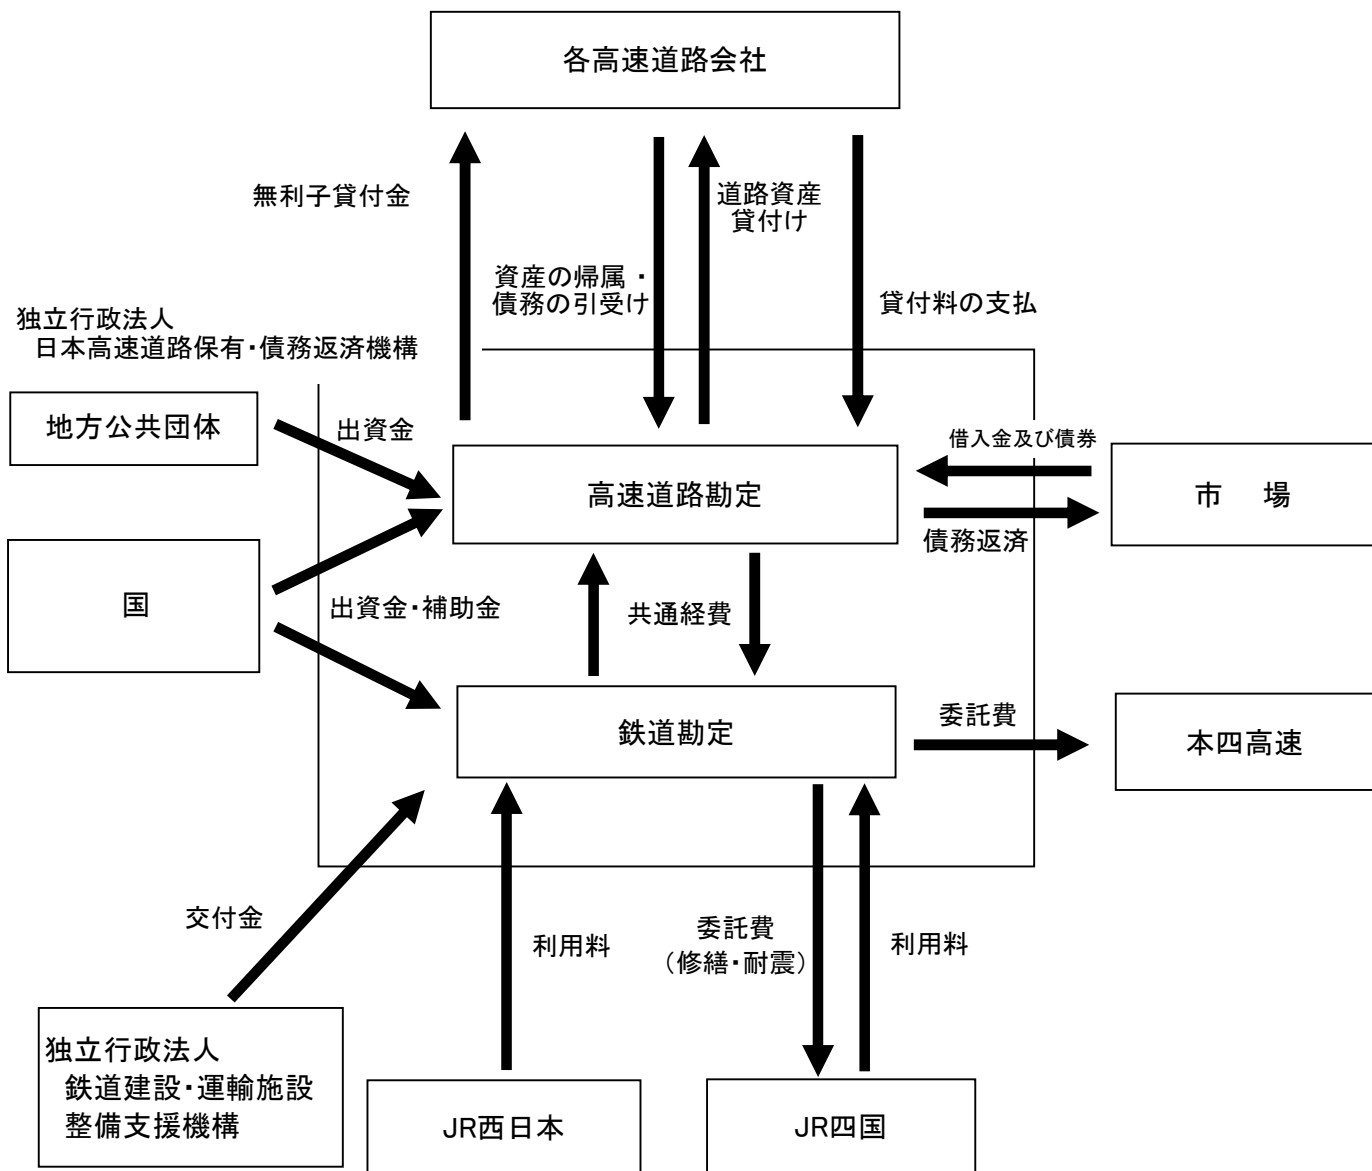 各高速道路会社
無利子貸付金
道路資産
貸付け
資産の帰属・
債務の引受け
貸付料の支払
独立行政法人
日本高速道路保有・債務返済機構
地方公共団体
出資金
借入金及び債券
高速道路勘定
市　場
債務返済
国
出資金・補助金
共通経費
鉄道勘定
委託費
本四高速
交付金
利用料
委託費
（修繕・耐震）
利用料
独立行政法人
鉄道建設・運輸施設
整備支援機構
JR西日本
JR四国